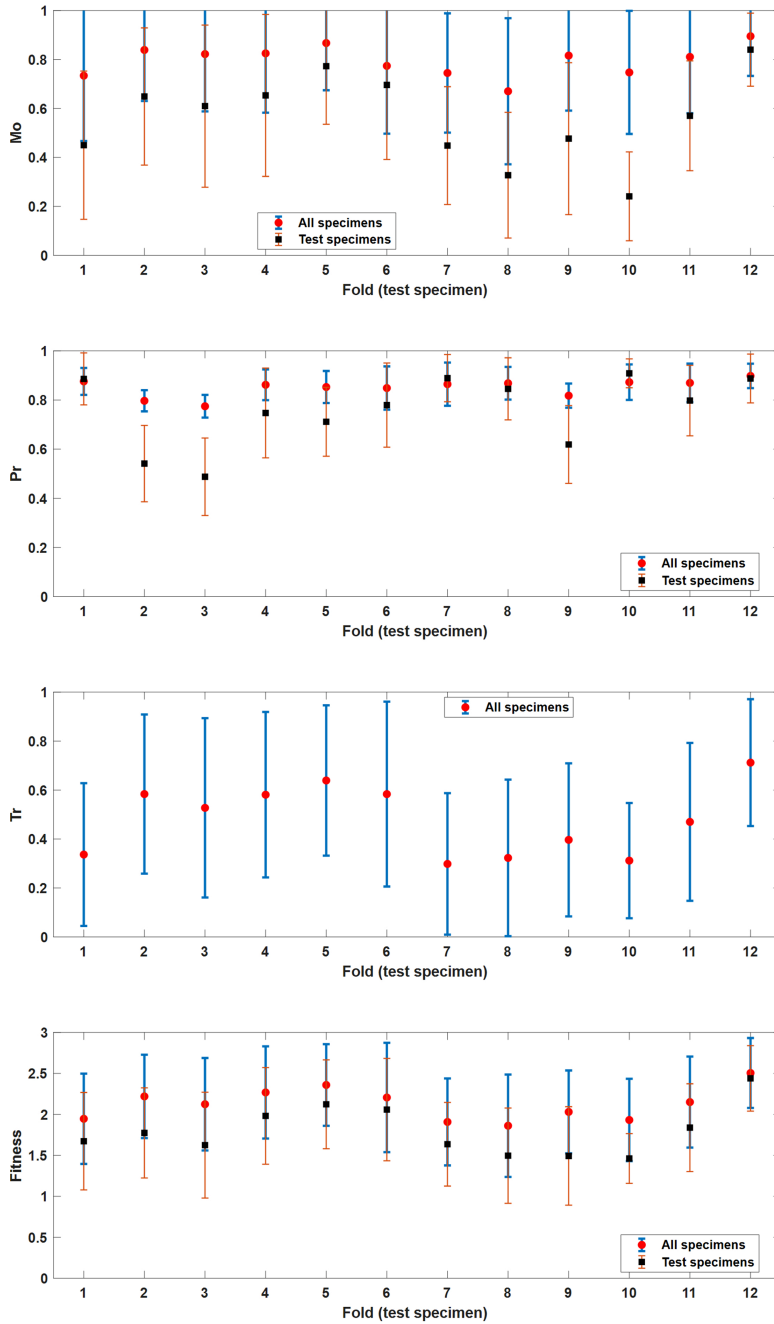 1
0.8
0.6
Mo
0.4
0.2
0
All specimens
Test specimens
1 2 3 4 5 6 7 8 9 10 11 12
Fold (test specimen)
1
0.8
0.6
Pr
0.4
0.2
0
All specimens
Test specimens
1 2 3 4 5 6 7 8 9 10 11 12
Fold (test specimen)
1
0.8
0.6
Tr
0.4
0.2
0
All specimens
1 2 3 4 5 6 7 8 9 10 11 12
Fold (test specimen)
3
2.5
2
Fitness
1.5
1
0.5
0
All specimens
Test specimens
1 2 3 4 5 6 7 8 9 10 11 12
Fold (test specimen)